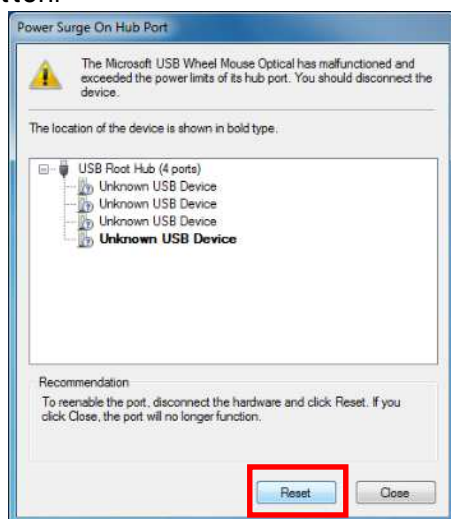 Power Surge On Hub Port
The Microsoft USB Wheel Mouse Optical has malfunctioned and
exceeded the power limits of its hub port. You should disconnect the
device.
The location of the device is shown in bold type.
USB Root Hub (4 ports)
Unknown USB Device
Unknown USB Device
Unknown USB Device
Unknown USB Device
Recommendation
To reenable the port, disconnect the hardware and click Reset. If you
click Close, the port will no longer function.
Reset Close